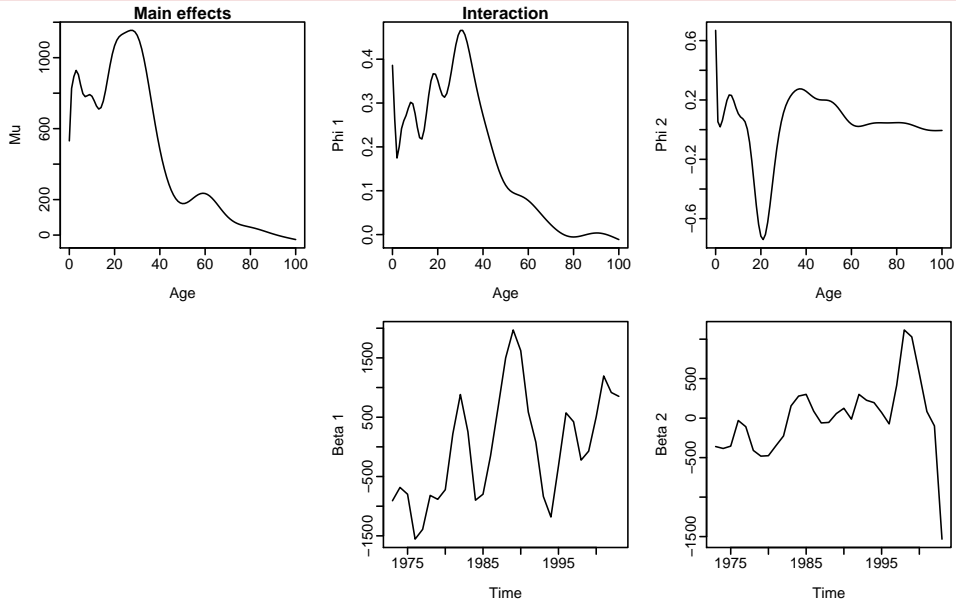 Main effects
Interaction
Mu
0 200 600 1000
0 20 40 60 80 100
Age
Phi 1
0.0 0.1 0.2 0.3 0.4
0 20 40 60 80 100
Age
Phi 2
−0.6 −0.2 0.2 0.6
0 20 40 60 80 100
Age
Beta 1
−1500 −500 500 1500
1975 1985 1995
Time
Beta 2
−1500 −500 0 500
1975 1985 1995
Time